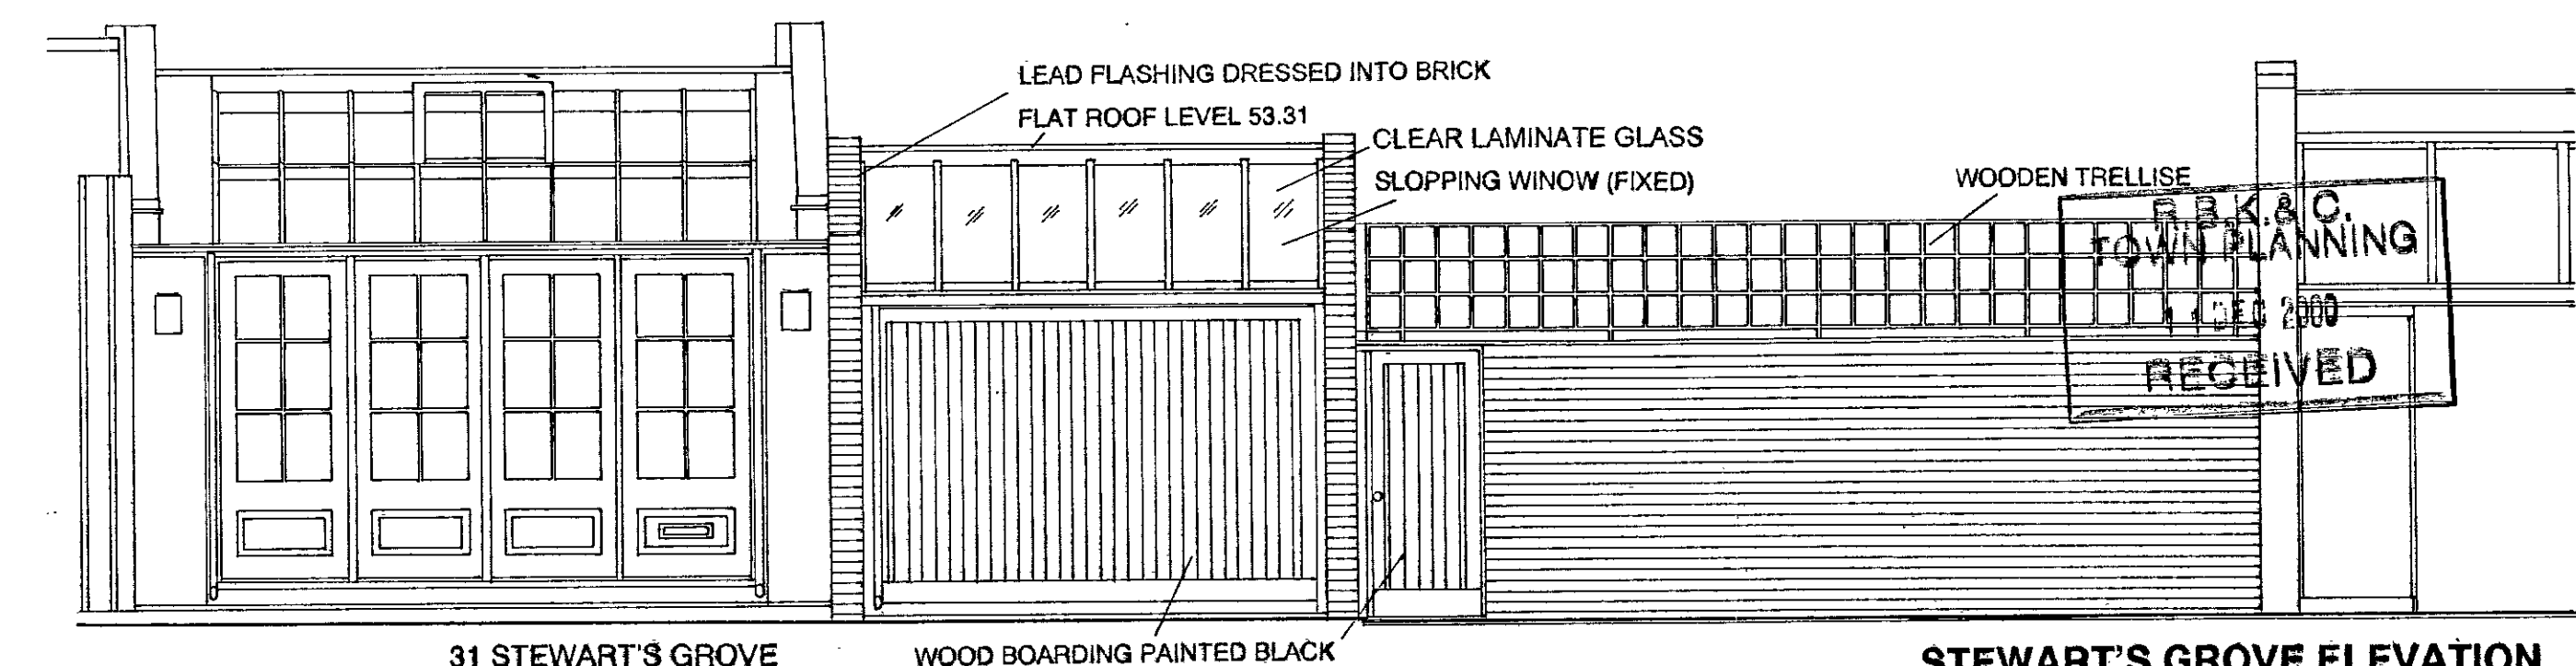 LEAD FLASHING DRESSED INTO BRICK
FLAT ROOF LEVEL 53.31
CLEAR LAMINATE GLASS
SLOPPING WINOW (FIXED)
WOODEN TRELLISE
R.B.K.& C.
TOWN PLANNING
DEC 2000
RECEIVED
31 STEWART'S GROVE
WOOD BOARDING PAINTED BLACK
STEWART'S GROVE ELEVATION